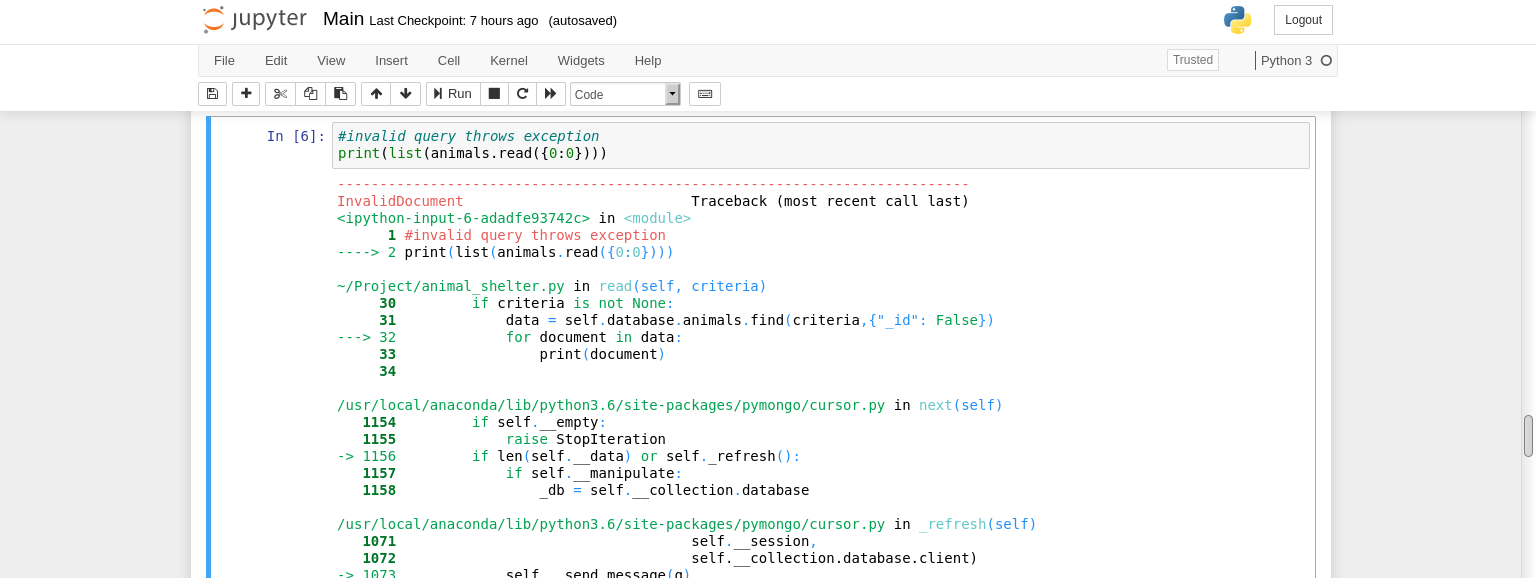 jupyter Main Last Checkpoint: 7 hours ago (autosaved) Logout
File Edit View Insert Cell Kernel Widgets Help Trusted Python 3
Run Code
In [6]: #invalid query throws exception
print(list(animals.read({0:0})))
---------------------------------------------------------------------------
InvalidDocument                           Traceback (most recent call last)
<ipython-input-6-adadfe93742c> in <module>
      1 #invalid query throws exception
----> 2 print(list(animals.read({0:0})))
~/Project/animal_shelter.py in read(self, criteria)
     30         if criteria is not None:
     31             data = self.database.animals.find(criteria,{"_id": False})
---> 32             for document in data:
     33                 print(document)
     34
/usr/local/anaconda/lib/python3.6/site-packages/pymongo/cursor.py in next(self)
   1154         if self.__empty:
   1155             raise StopIteration
-> 1156         if len(self.__data) or self._refresh():
   1157             if self.__manipulate:
   1158                 _db = self.__collection.database
/usr/local/anaconda/lib/python3.6/site-packages/pymongo/cursor.py in _refresh(self)
   1071                                   self.__session,
   1072                                   self.__collection.database.client)
-> 1073             self.__send_message(q)